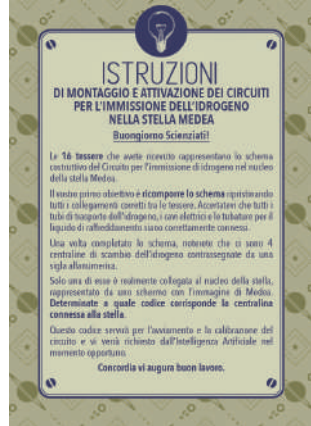 ISTRUZIONI
DI MONTAGGIO E ATTIVAZIONE DEI CIRCUITI
PER L'IMMISSIONE DELL'IDROGENO
NELLA STELLA MEDEA
Buongiorno Scienziati!
Le 16 tessere che avete ricevuto rappresentano lo schema
costruttivo del Circuito per l'immissione di idrogeno nel nucleo
della stella Medea.
Il vostro primo obiettivo è ricomporre lo schema ripristinando
tutti i collegamenti corretti tra le tessere. Accertatevi che tutti i
tubi di trasporto dell'idrogeno, i cavi elettrici e le tubature per il
liquido di raffreddamento siano correttamente connessi.
Una volta completato lo schema, noterete che ci sono 4
centraline di scambio dell'idrogeno contrassegnate da una
sigla alfanumerica.
Solo una di esse è realmente collegata al nucleo della stella,
rappresentato da uno schermo con l'immagine di Medea.
Determinate a quale codice corrisponde la centralina
connessa alla stella.
Questo codice servirà per l'avviamento e la calibrazione del
circuito e vi verrà richiesto dall'Intelligenza Artificiale nel
momento opportuno.
Concordia vi augura buon lavoro.